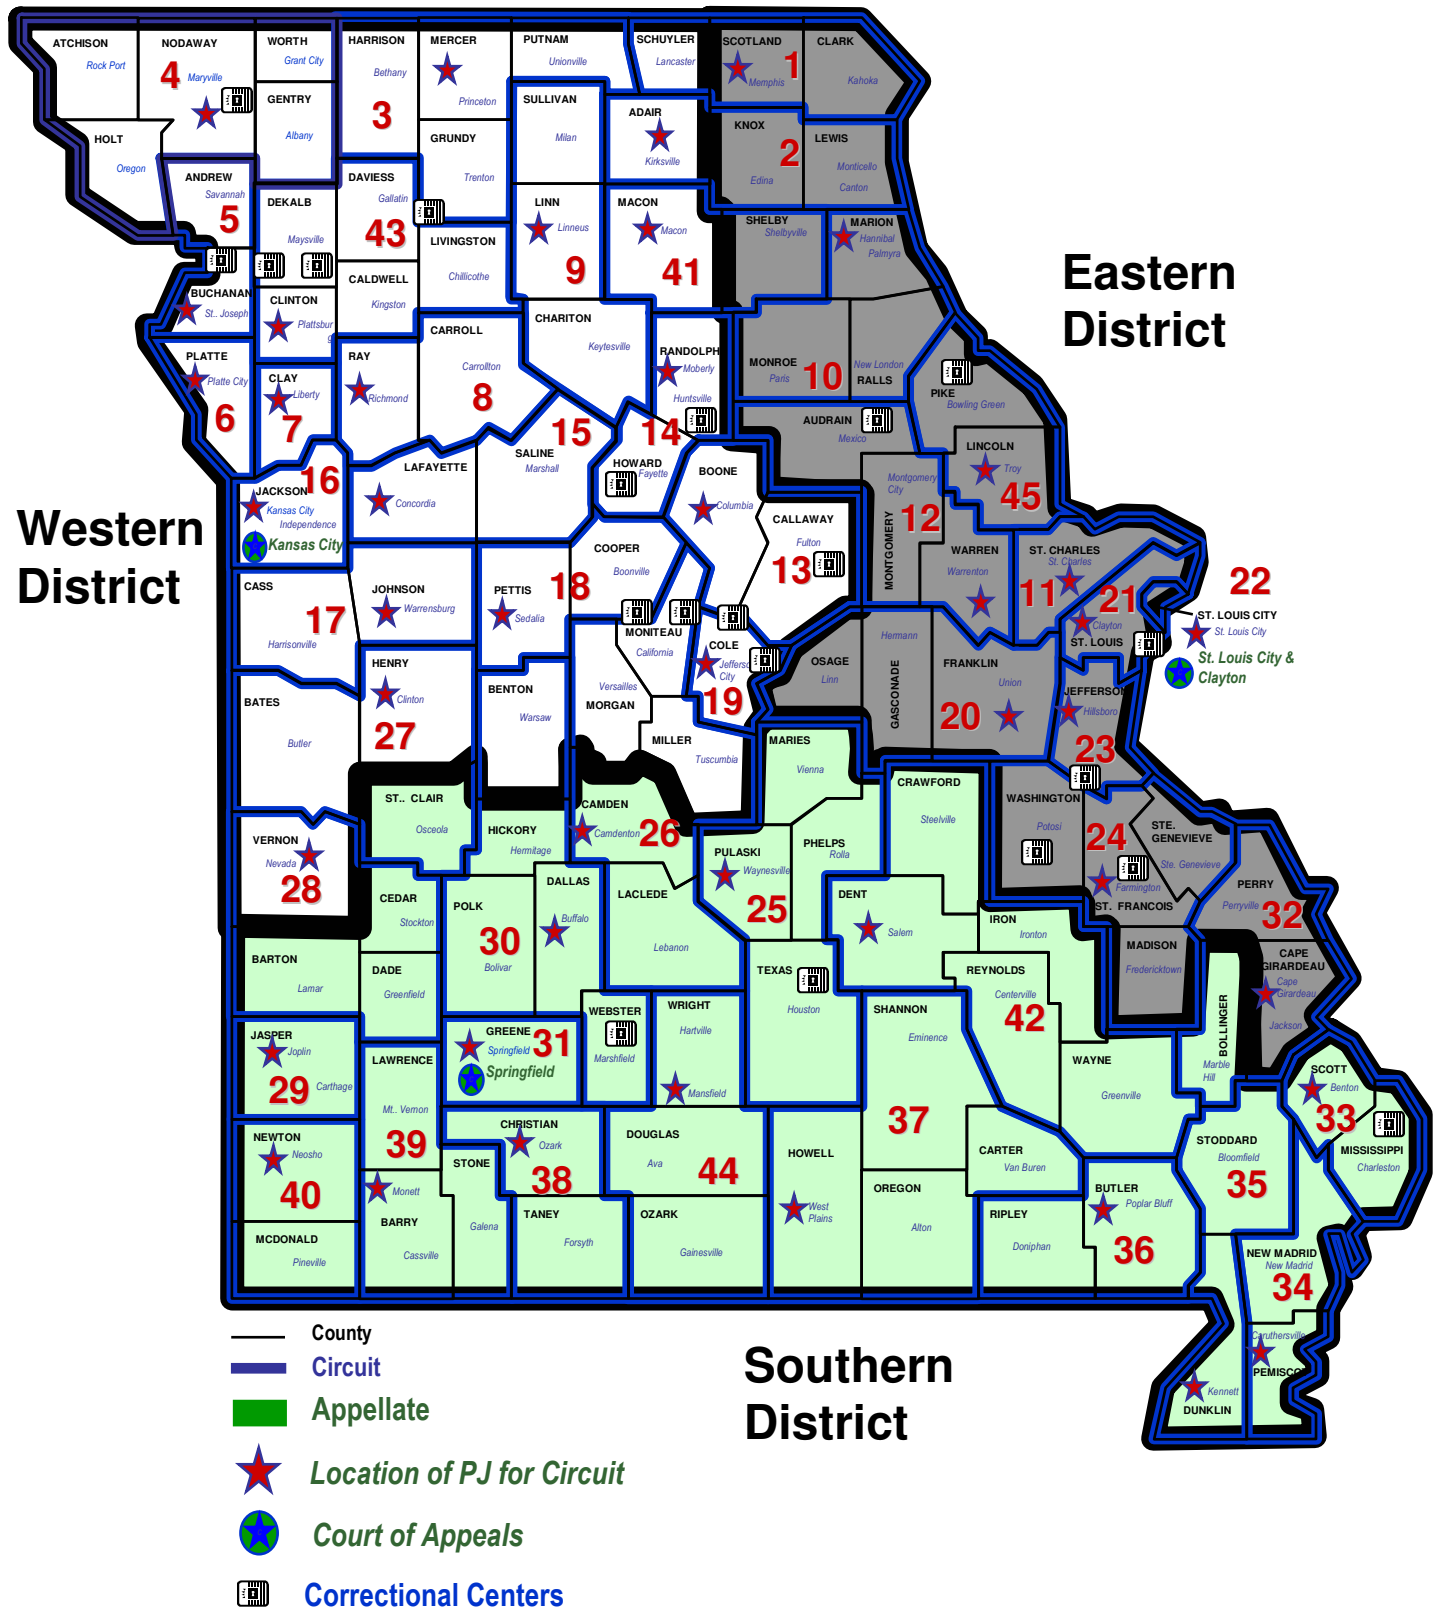 ATCHISON
Rock Port
NODAWAY
4
Maryville
WORTH
Grant City
HARRISON
Bethany
3
MERCER
Princeton
PUTNAM
Unionville
SCHUYLER
Lancaster
SCOTLAND
Memphis
1
CLARK
Kahoka
HOLT
Oregon
GENTRY
Albany
GRUNDY
Trenton
SULLIVAN
Milan
ADAIR
Kirksville
KNOX
Edina
2
LEWIS
Monticello
Canton
ANDREW
Savannah
5
DEKALB
Maysville
DAVIESS
Gallatin
43
LIVINGSTON
Chillicothe
LINN
Linneus
9
MACON
Macon
41
SHELBY
Shelbyville
MARION
Hannibal
Palmyra
Eastern
District
BUCHANAN
St.. Joseph
CLINTON
Plattsbur
g
CALDWELL
Kingston
CARROLL
Carrollton
8
CHARITON
Keytesville
RANDOLPH
Moberly
Huntsville
14
MONROE
Paris
10
New London
RALLS
PIKE
Bowling Green
PLATTE
Platte City
6
CLAY
Liberty
7
RAY
Richmond
AUDRAIN
Mexico
LINCOLN
Troy
45
16
JACKSON
Kansas City
Independence
Kansas City
LAFAYETTE
Concordia
SALINE
Marshall
15
HOWARD
Fayette
BOONE
Columbia
CALLAWAY
Fulton
13
Montgomery
City
MONTGOMERY
12
WARREN
Warrenton
ST. CHARLES
St. Charles
11
21
Clayton
ST. LOUIS
22
ST. LOUIS CITY
St. Louis City
St. Louis City &
Clayton
Western
District
CASS
17
Harrisonville
JOHNSON
Warrensburg
PETTIS
Sedalia
18
COOPER
Boonville
MONITEAU
California
COLE
City
19
OSAGE
Linn
Hermann
GASCONADE
FRANKLIN
Union
20
JEFFERSON
Hillsboro
23
BATES
Butler
HENRY
Clinton
27
BENTON
Warsaw
Versailles
MORGAN
MILLER
Tuscumbia
MARIES
Vienna
CRAWFORD
Steelville
WASHINGTON
Potosi
24
Farmington
ST. FRANCOIS
STE.
GENEVIEVE
Ste. Genevieve
PERRY
Perryville
32
VERNON
Nevada
28
ST.. CLAIR
Osceola
HICKORY
Hermitage
CAMDEN
Camdenton
26
PULASKI
Waynesville
25
PHELPS
Rolla
DENT
Salem
IRON
Ironton
MADISON
Fredericktown
CAPE
GIRARDEAU
Cape
Girardeau
Jackson
CEDAR
Stockton
POLK
30
Bolivar
DALLAS
Buffalo
LACLEDE
Lebanon
TEXAS
Houston
REYNOLDS
Centerville
42
BARTON
Lamar
DADE
Greenfield
WEBSTER
Marshfield
WRIGHT
Hartville
Mansfield
SHANNON
Eminence
37
WAYNE
Greenville
BOLLINGER
Marble
Hill
JASPER
Joplin
29
Carthage
LAWRENCE
Mt.. Vernon
39
GREENE
Springfield
31
Springfield
SCOTT
Benton
33
MISSISSIPPI
Charleston
NEWTON
Neosho
40
Monett
BARRY
Cassville
STONE
Galena
CHRISTIAN
Ozark
38
DOUGLAS
Ava
44
HOWELL
West
Plains
CARTER
Van Buren
STODDARD
Bloomfield
35
MCDONALD
Pineville
TANEY
Forsyth
OZARK
Gainesville
OREGON
Alton
RIPLEY
Doniphan
BUTLER
Poplar Bluff
36
NEW MADRID
New Madrid
34
Caruthersville
Kennett
DUNKLIN
County
Circuit
Appellate
Location of PJ for Circuit
Court of Appeals
Correctional Centers
Southern
District